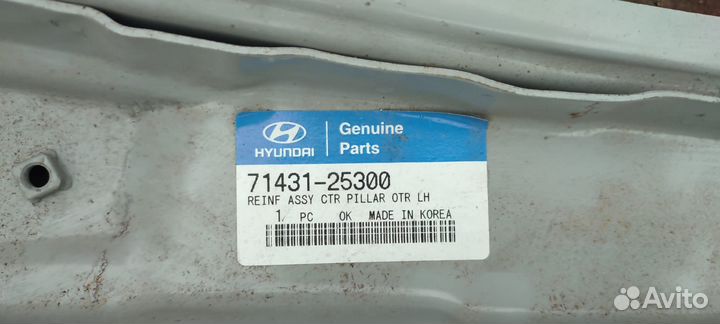 HYUNDAI
Genuine
Parts
71431-25300
REINF ASSY CTR PILLAR OTR LH
1 PC OK MADE IN KOREA
Avito